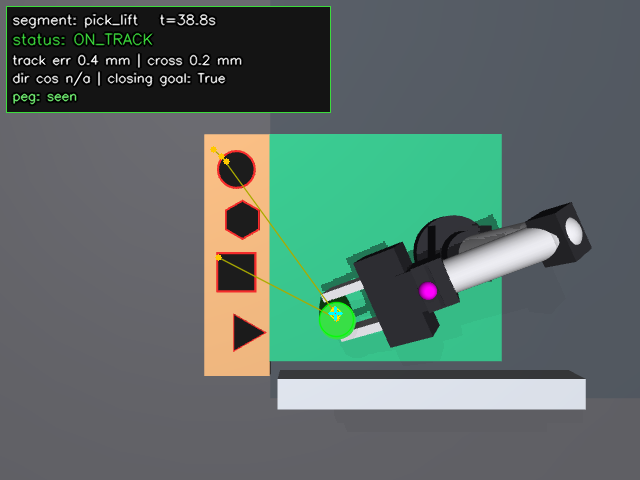 segment: pick_lift   t=38.8s
status: ON_TRACK
track err 0.4 mm | cross 0.2 mm
dir cos n/a | closing goal: True
peg: seen